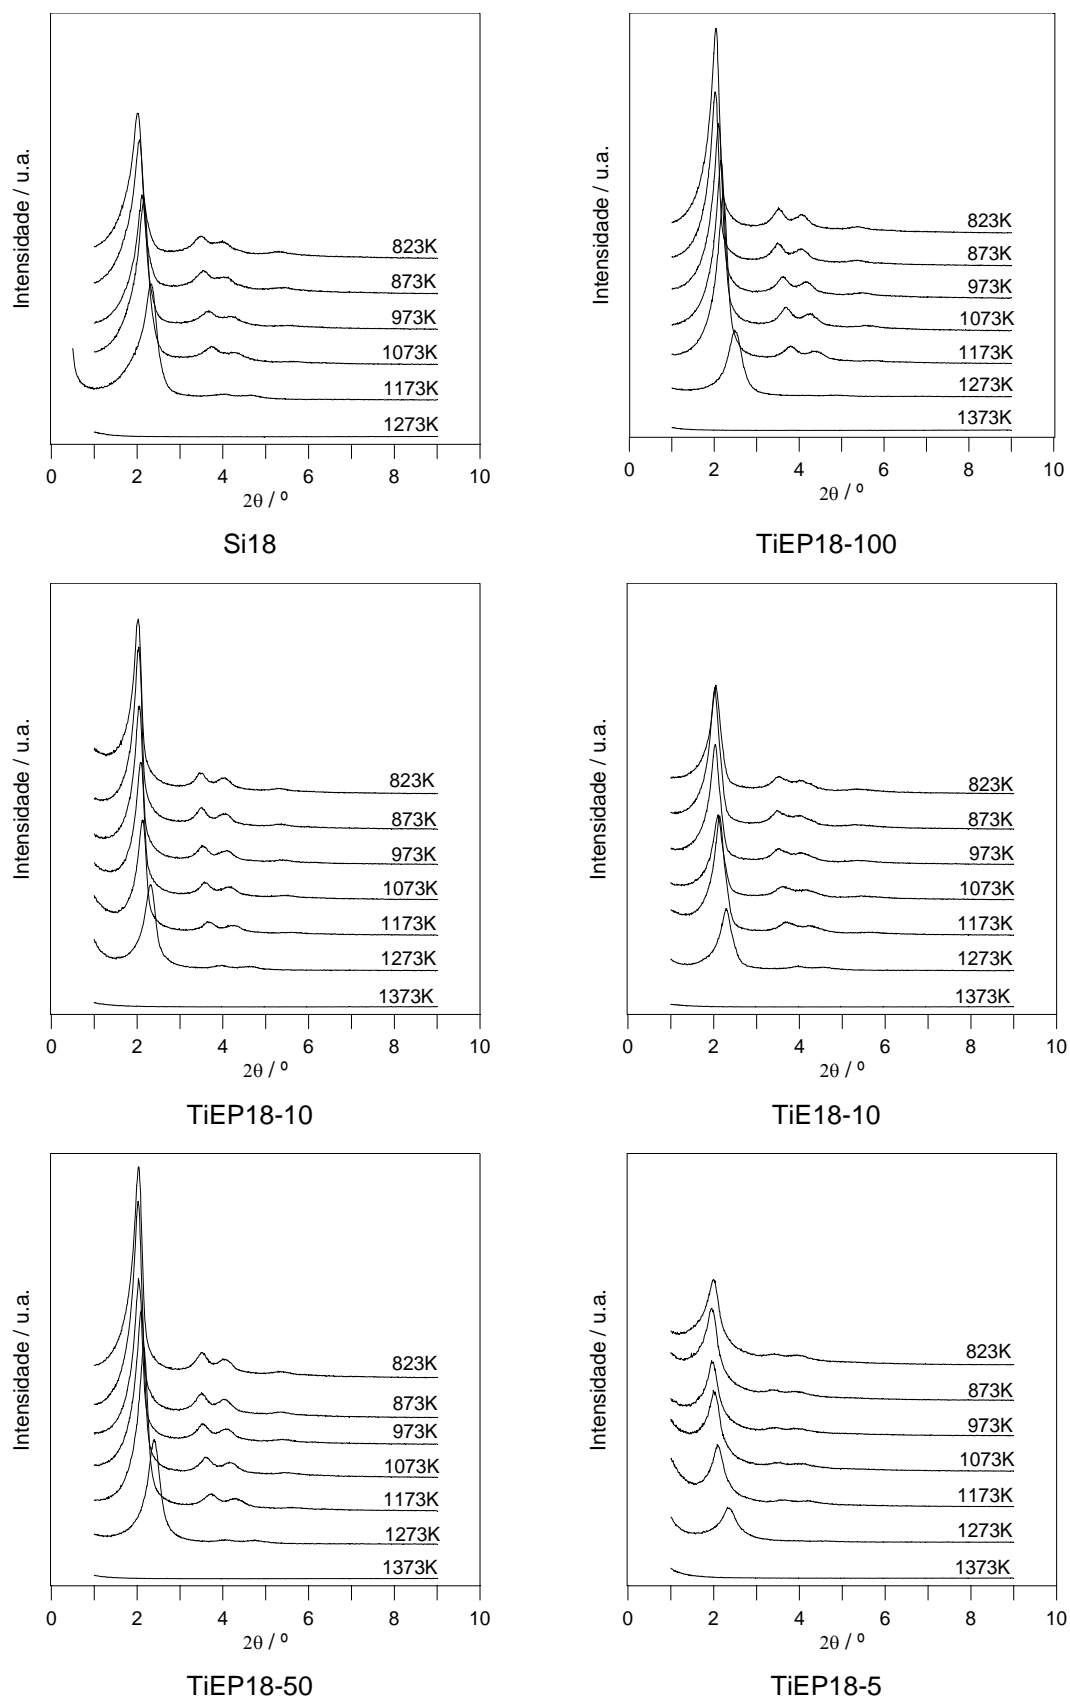 Intensidade / u.a.
823K
873K
973K
1073K
1173K
1273K
0 2 4 6 8 10
2θ / º
Si18
Intensidade / u.a.
823K
873K
973K
1073K
1173K
1273K
1373K
0 2 4 6 8 10
2θ / º
TiEP18-100
Intensidade / u.a.
823K
873K
973K
1073K
1173K
1273K
1373K
0 2 4 6 8 10
2θ / º
TiEP18-10
Intensidade / u.a.
823K
873K
973K
1073K
1173K
1273K
1373K
0 2 4 6 8 10
2θ / º
TiE18-10
Intensidade / u.a.
823K
873K
973K
1073K
1173K
1273K
1373K
0 2 4 6 8 10
2θ / º
TiEP18-50
Intensidade / u.a.
823K
873K
973K
1073K
1173K
1273K
1373K
0 2 4 6 8 10
2θ / º
TiEP18-5